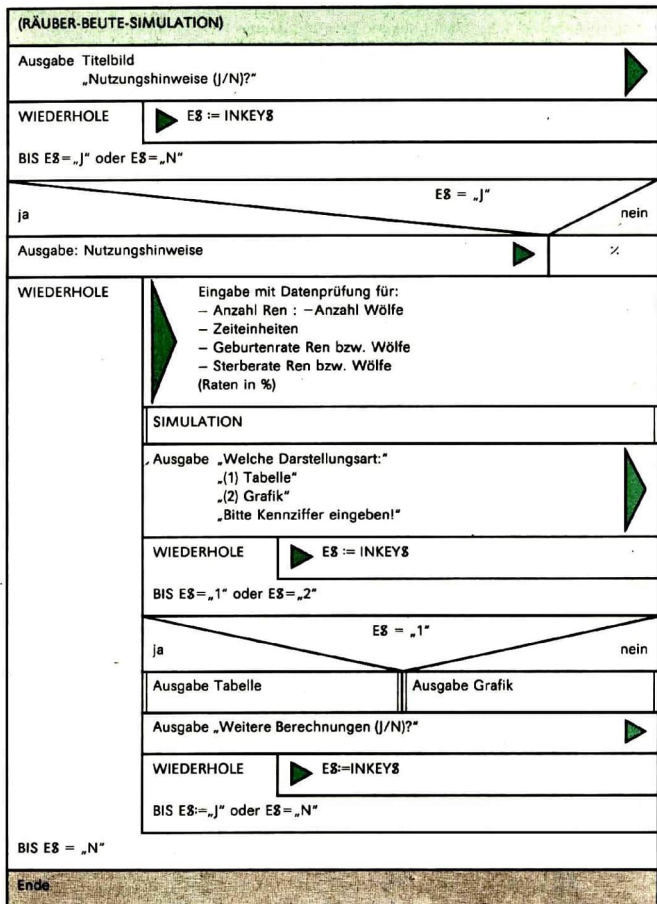 (RÄUBER-BEUTE-SIMULATION)
Ausgabe Titelbild
„Nutzungshinweise (J/N)?“
WIEDERHOLE E$ := INKEY$
BIS E$=„J“ oder E$=„N“
E$ = „J“
ja nein
Ausgabe: Nutzungshinweise %
WIEDERHOLE Eingabe mit Datenprüfung für:
– Anzahl Ren : –Anzahl Wölfe
– Zeiteinheiten
– Geburtenrate Ren bzw. Wölfe
– Sterberate Ren bzw. Wölfe
(Raten in %)
SIMULATION
Ausgabe „Welche Darstellungsart:“
„(1) Tabelle“
„(2) Grafik“
„Bitte Kennziffer eingeben!“
WIEDERHOLE E$ := INKEY$
BIS E$=„1“ oder E$=„2“
E$ = „1“
ja nein
Ausgabe Tabelle Ausgabe Grafik
Ausgabe „Weitere Berechnungen (J/N)?“
WIEDERHOLE E$:=INKEY$
BIS E$:=„J“ oder E$=„N“
BIS E$ = „N“
Ende